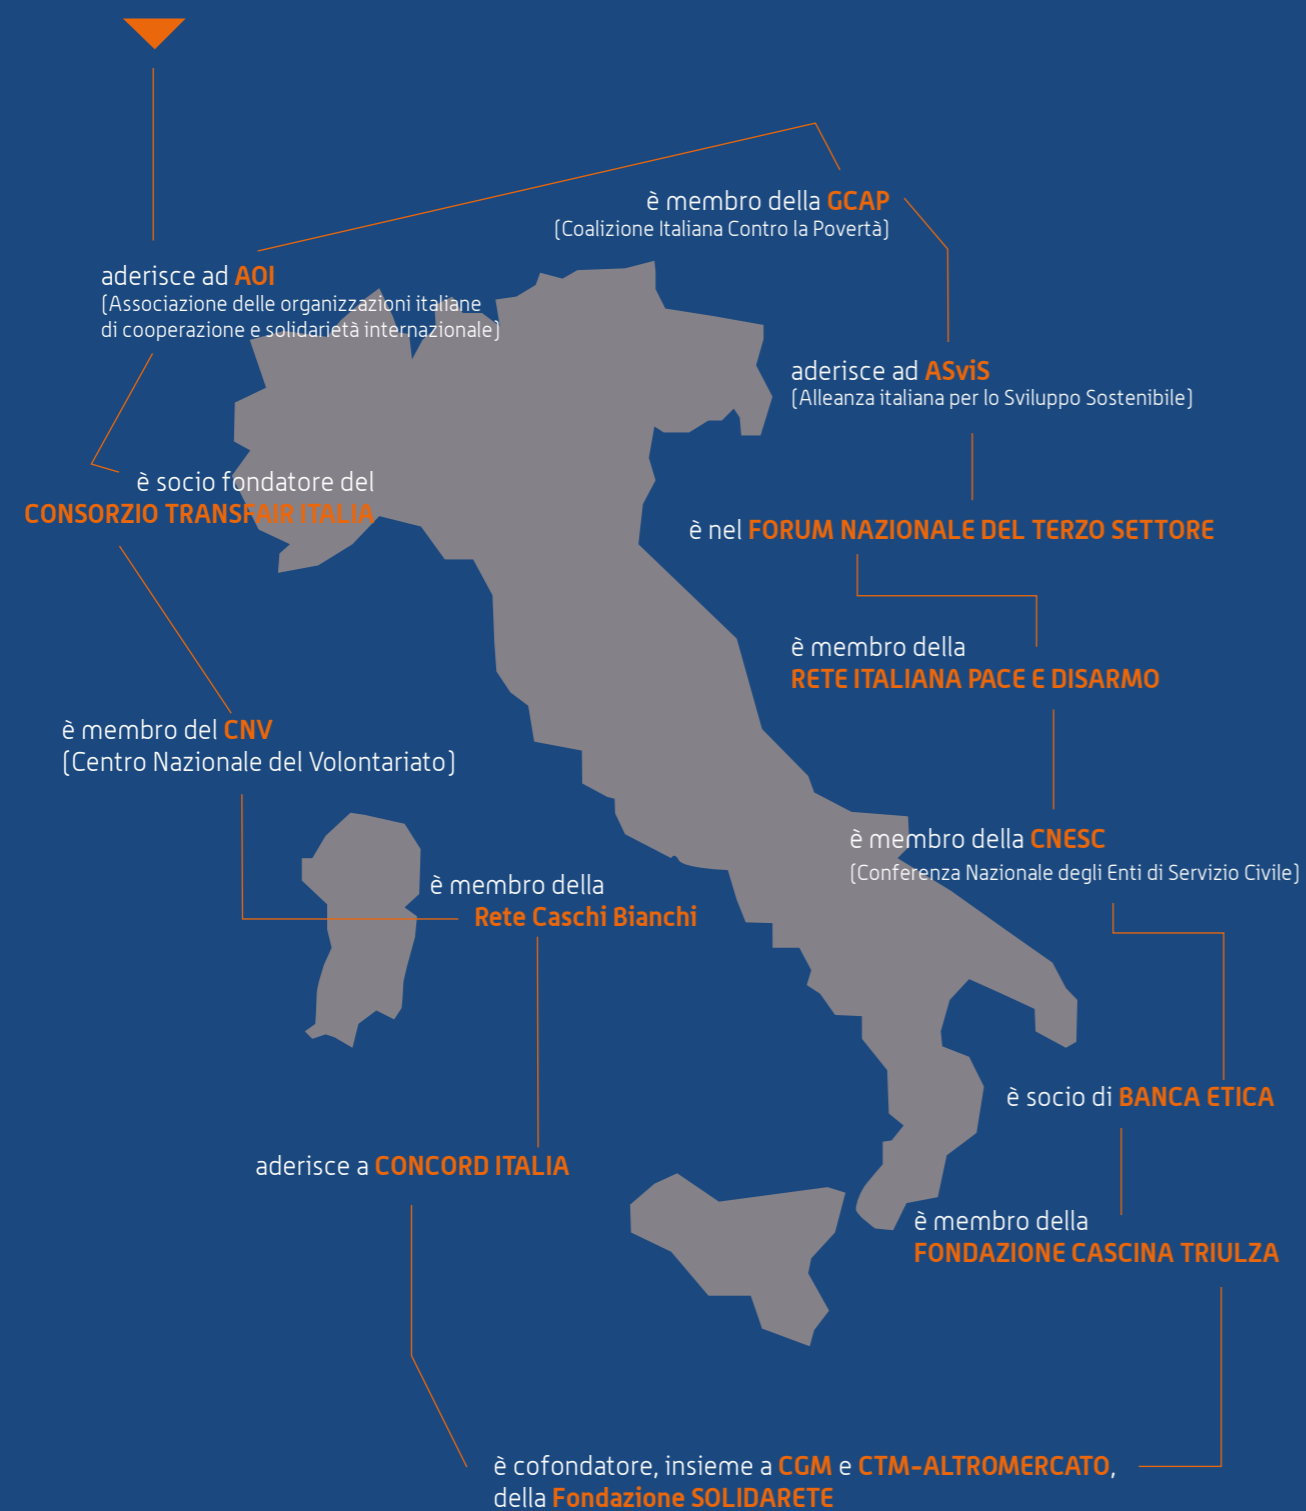 è membro della GCAP
(Coalizione Italiana Contro la Povertà)
aderisce ad AOI
(Associazione delle organizzazioni italiane
di cooperazione e solidarietà internazionale)
aderisce ad ASviS
(Alleanza italiana per lo Sviluppo Sostenibile)
è socio fondatore del
CONSORZIO TRANSFAIR ITALIA
è nel FORUM NAZIONALE DEL TERZO SETTORE
è membro della
RETE ITALIANA PACE E DISARMO
è membro del CNV
(Centro Nazionale del Volontariato)
è membro della CNESC
(Conferenza Nazionale degli Enti di Servizio Civile)
è membro della
Rete Caschi Bianchi
è socio di BANCA ETICA
aderisce a CONCORD ITALIA
è membro della
FONDAZIONE CASCINA TRIULZA
è cofondatore, insieme a CGM e CTM-ALTROMERCATO,
della Fondazione SOLIDARETE